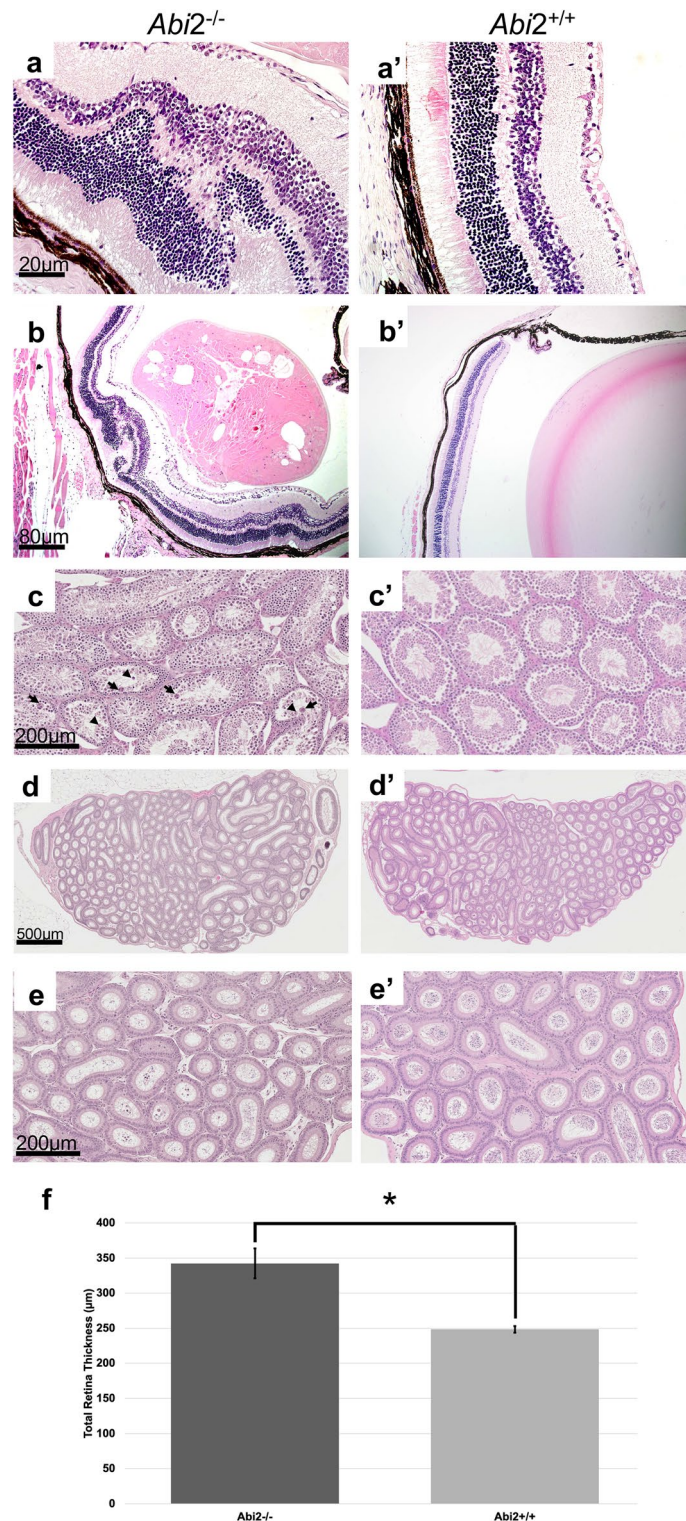 Abi2-/- Abi2+/+
a a'
20µm
b b'
80µm
c c'
200µm
d d'
500µm
e e'
200µm
f
*
Total Retina Thickness (µm)
400
350
300
250
200
150
100
50
0
Abi2-/- Abi2+/+